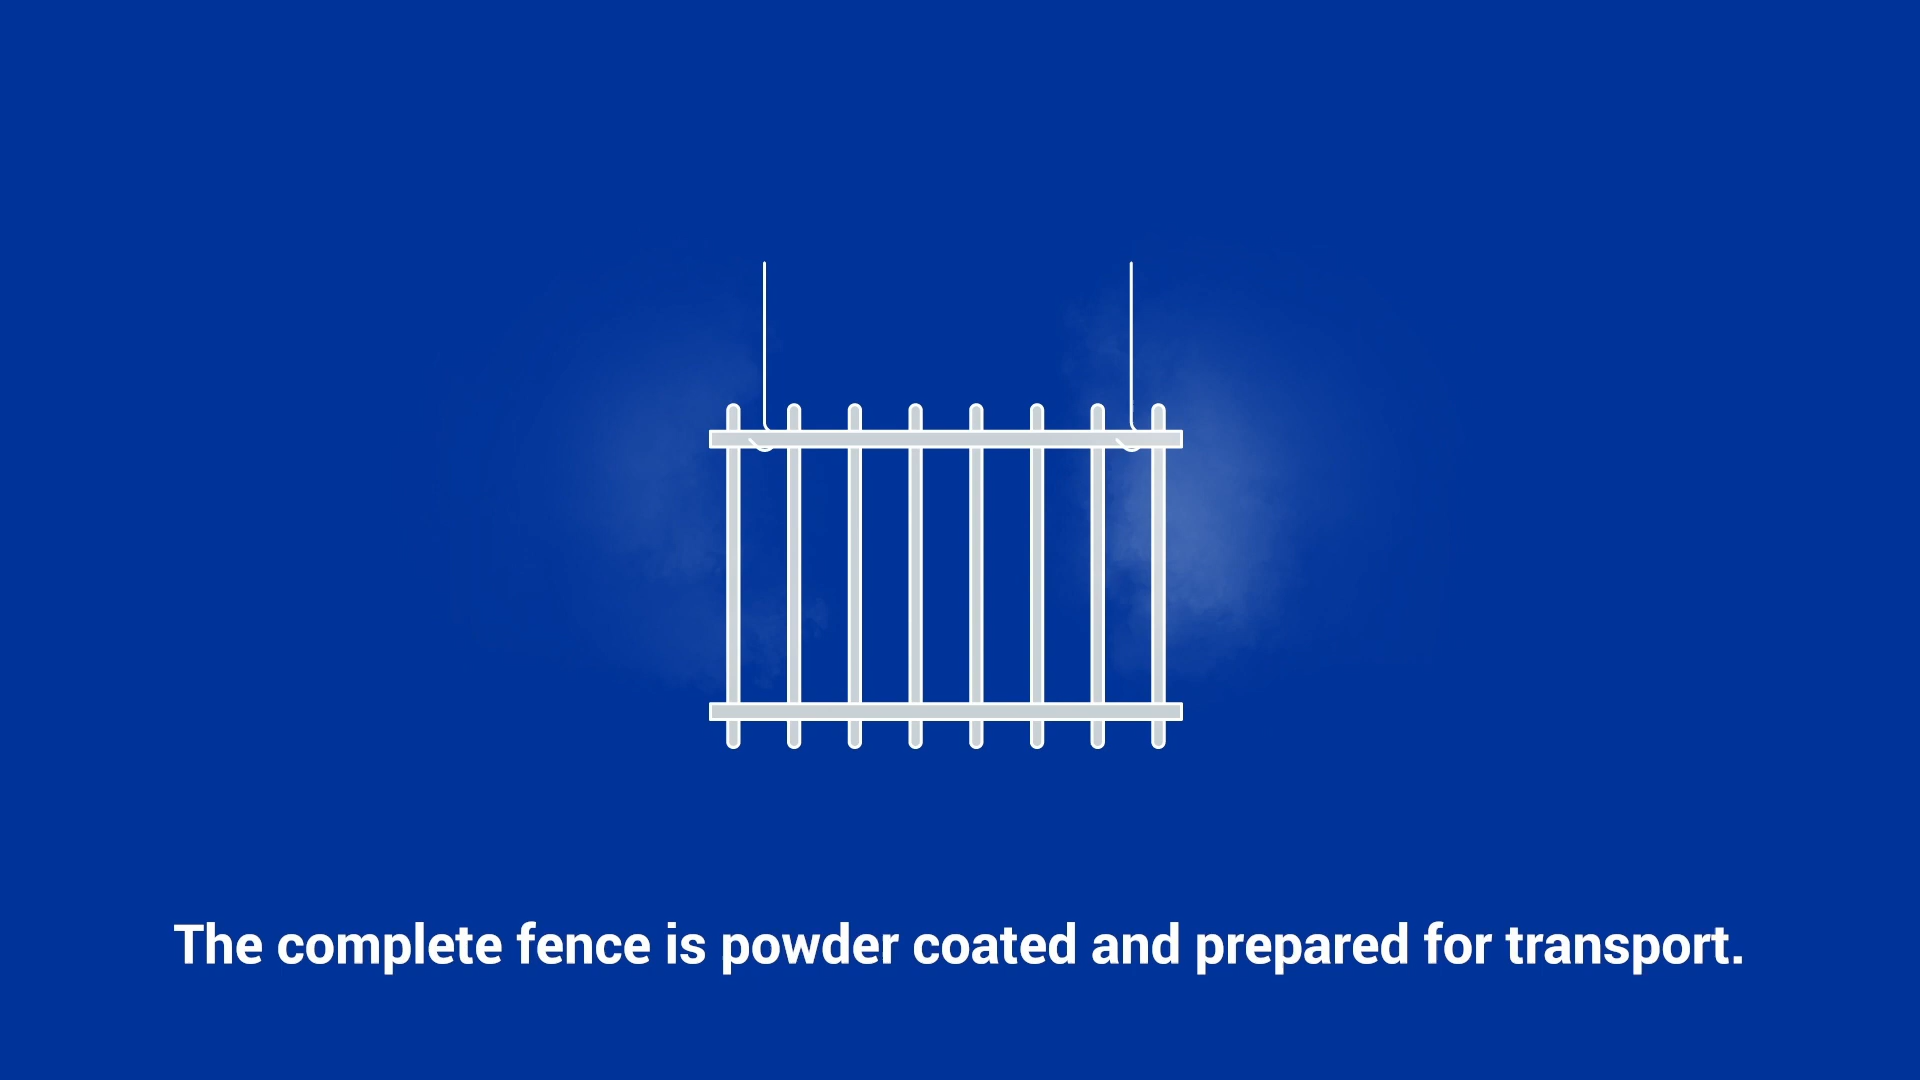 The complete fence is powder coated and prepared for transport.